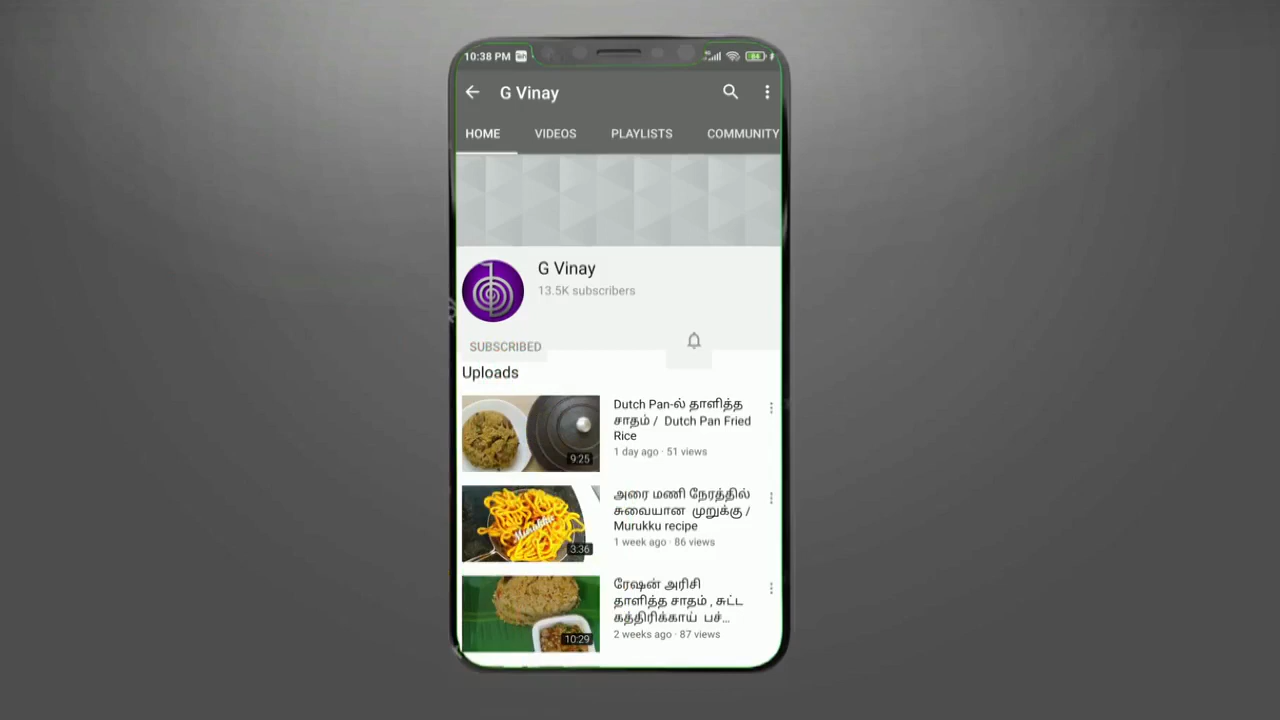 10:38 PM
84
G Vinay
HOME VIDEOS PLAYLISTS COMMUNITY
G Vinay
13.5K subscribers
SUBSCRIBED
Uploads
Dutch Pan-ல் தாளித்த
சாதம் / Dutch Pan Fried
Rice
1 day ago · 51 views
9:25
அரை மணி நேரத்தில்
சுவையான முறுக்கு /
Murukku recipe
1 week ago · 86 views
Murukku
3:36
ரேஷன் அரிசி
தாளித்த சாதம் , சுட்ட
கத்திரிக்காய் பச்...
2 weeks ago · 87 views
10:29